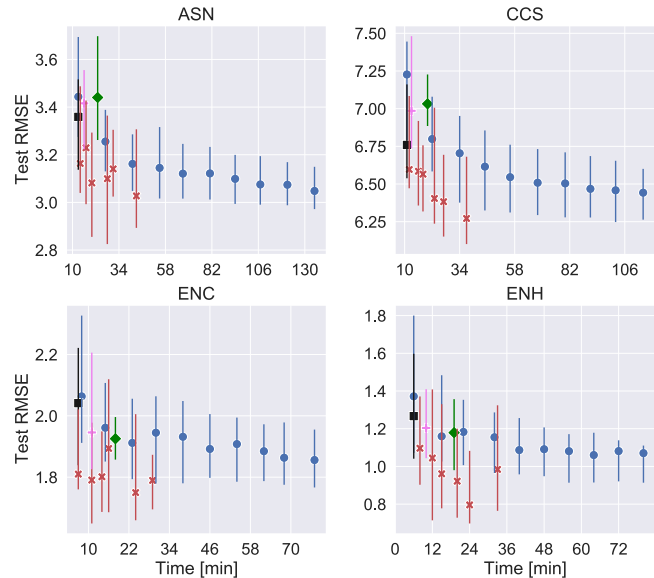 ASN
CCS
Test RMSE
3.6
3.4
3.2
3.0
2.8
10 34 58 82 106 130
7.50
7.25
7.00
6.75
6.50
6.25
10 34 58 82 106
ENC
ENH
Test RMSE
2.2
2.0
1.8
10 22 34 46 58 70
1.8
1.6
1.4
1.2
1.0
0.8
0 12 24 36 48 60 72
Time [min]
Time [min]